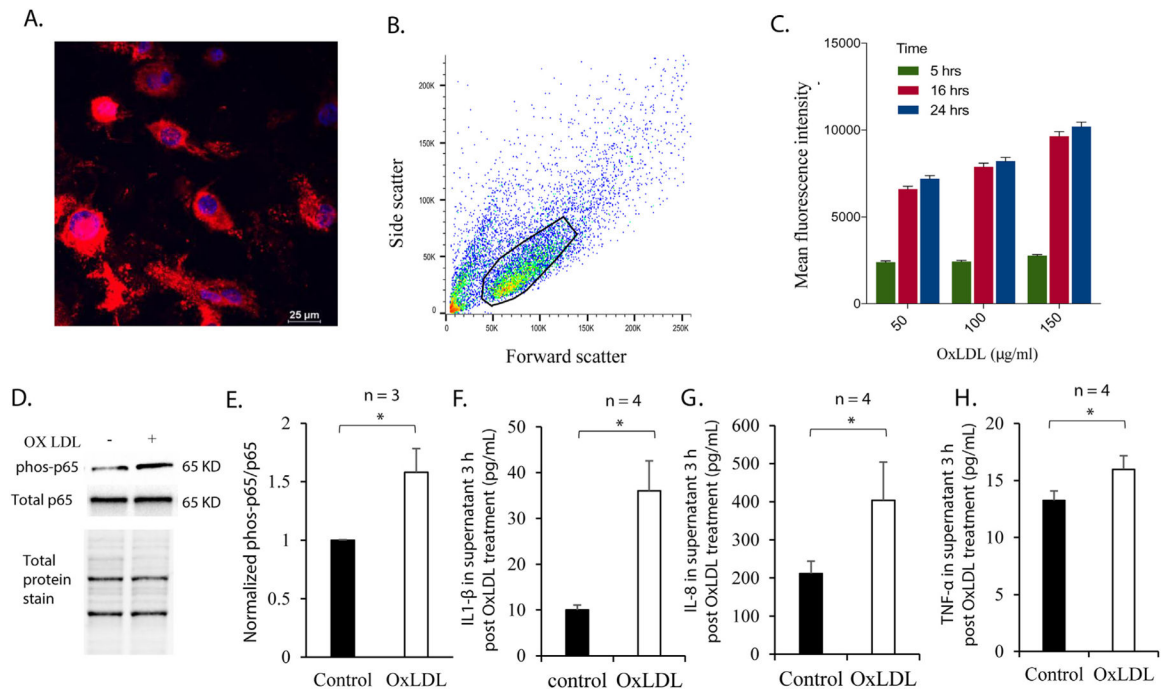 A.
25 µm
B.
Side scatter
200K
150K
100K
50K
0
0 50K 100K 150K 200K 250K
Forward scatter
C.
Mean fluorescence intensity
15000
10000
5000
0
Time
5 hrs
16 hrs
24 hrs
50 100 150
OxLDL (µg/ml)
D.
OX LDL - +
phos-p65 65 KD
Total p65 65 KD
Total
protein
stain
E.
n = 3
*
Normalized phos-p65/p65
2
1.5
1
0.5
0
Control OxLDL
F.
n = 4
*
IL1-β in supernatant 3 h
post OxLDL treatment (pg/mL)
50
40
30
20
10
0
control OxLDL
G.
n = 4
*
IL-8 in supernatant 3 h
post OxLDL treatment (pg/mL)
600
500
400
300
200
100
0
Control OxLDL
H.
n = 4
*
TNF-α in supernatant 3 h
post OxLDL treatment (pg/mL)
20
15
10
5
0
Control OxLDL